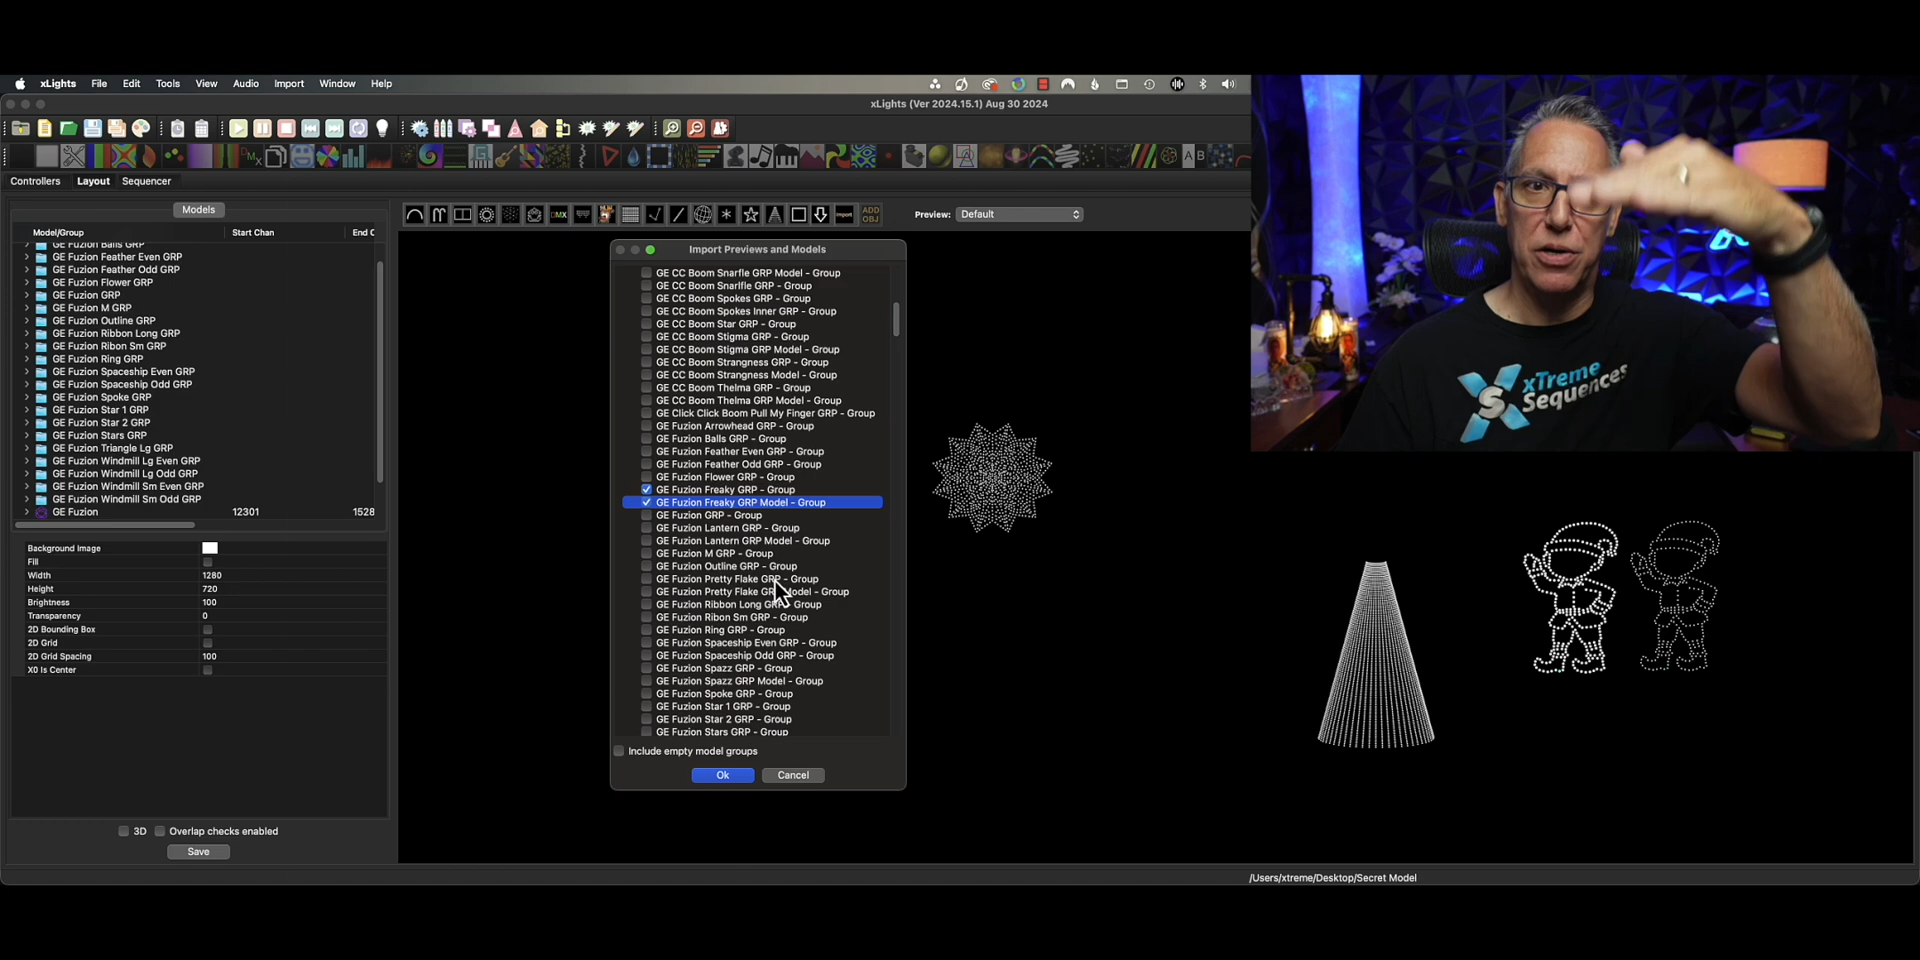 xLights File Edit Tools View Audio Import Window Help
xLights (Ver 2024.15.1) Aug 30 2024
Controllers Layout Sequencer
Models
Model/Group Start Chan End C
GE Fuzion Balls GRP
GE Fuzion Feather Even GRP
GE Fuzion Feather Odd GRP
GE Fuzion Flower GRP
GE Fuzion GRP
GE Fuzion M GRP
GE Fuzion Outline GRP
GE Fuzion Ribbon Long GRP
GE Fuzion Ribon Sm GRP
GE Fuzion Ring GRP
GE Fuzion Spaceship Even GRP
GE Fuzion Spaceship Odd GRP
GE Fuzion Spoke GRP
GE Fuzion Star 1 GRP
GE Fuzion Star 2 GRP
GE Fuzion Stars GRP
GE Fuzion Triangle Lg GRP
GE Fuzion Windmill Lg Even GRP
GE Fuzion Windmill Lg Odd GRP
GE Fuzion Windmill Sm Even GRP
GE Fuzion Windmill Sm Odd GRP
GE Fuzion 12301 1528
Background Image
Fill
Width 1280
Height 720
Brightness 100
Transparency 0
2D Bounding Box
2D Grid
2D Grid Spacing 100
X0 Is Center
3D Overlap checks enabled
Save
DMX Import ADD OBJ
Preview: Default
Import Previews and Models
GE CC Boom Snarfle GRP Model - Group
GE CC Boom Snarlfle GRP - Group
GE CC Boom Spokes GRP - Group
GE CC Boom Spokes Inner GRP - Group
GE CC Boom Star GRP - Group
GE CC Boom Stigma GRP - Group
GE CC Boom Stigma GRP Model - Group
GE CC Boom Strangness GRP - Group
GE CC Boom Strangness Model - Group
GE CC Boom Thelma GRP - Group
GE CC Boom Thelma GRP Model - Group
GE Click Click Boom Pull My Finger GRP - Group
GE Fuzion Arrowhead GRP - Group
GE Fuzion Balls GRP - Group
GE Fuzion Feather Even GRP - Group
GE Fuzion Feather Odd GRP - Group
GE Fuzion Flower GRP - Group
GE Fuzion Freaky GRP - Group
GE Fuzion Freaky GRP Model - Group
GE Fuzion GRP - Group
GE Fuzion Lantern GRP - Group
GE Fuzion Lantern GRP Model - Group
GE Fuzion M GRP - Group
GE Fuzion Outline GRP - Group
GE Fuzion Pretty Flake GRP - Group
GE Fuzion Pretty Flake GRP Model - Group
GE Fuzion Ribbon Long GRP - Group
GE Fuzion Ribon Sm GRP - Group
GE Fuzion Ring GRP - Group
GE Fuzion Spaceship Even GRP - Group
GE Fuzion Spaceship Odd GRP - Group
GE Fuzion Spazz GRP - Group
GE Fuzion Spazz GRP Model - Group
GE Fuzion Spoke GRP - Group
GE Fuzion Star 1 GRP - Group
GE Fuzion Star 2 GRP - Group
GE Fuzion Stars GRP - Group
Include empty model groups
Ok Cancel
xTreme
Sequences
/Users/xtreme/Desktop/Secret Model